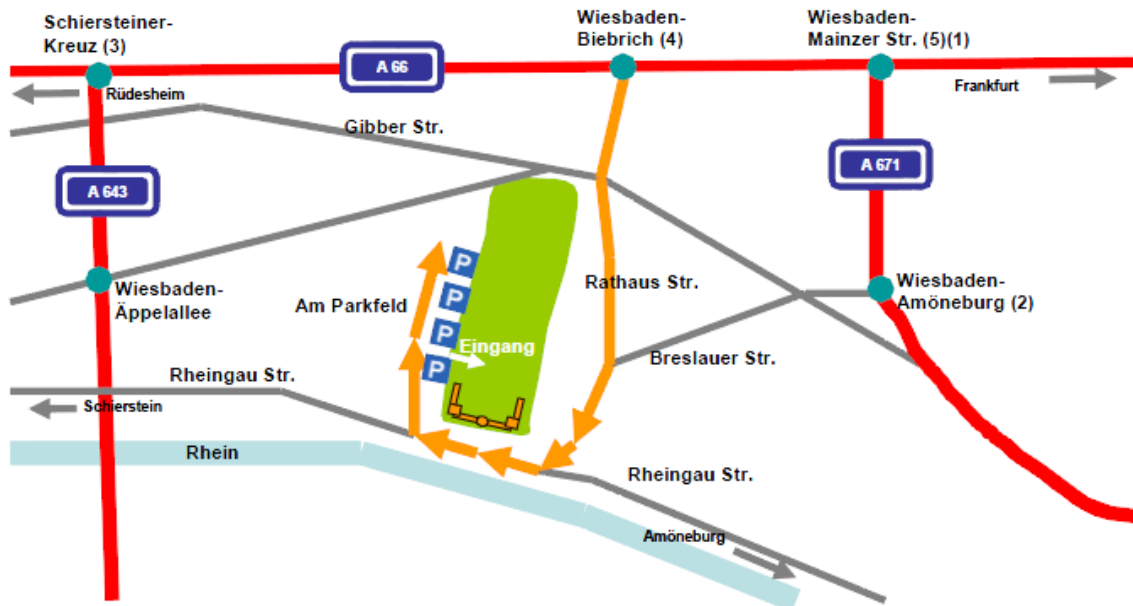 Schiersteiner-
Kreuz (3)
A 66
Wiesbaden-
Biebrich (4)
Wiesbaden-
Mainzer Str. (5)(1)
Rüdesheim
Frankfurt
Gibber Str.
A 643
A 671
Wiesbaden-
Äppelallee
Am Parkfeld
P
P
P
P
Eingang
Rathaus Str.
Wiesbaden-
Amöneburg (2)
Breslauer Str.
Rheingau Str.
Schierstein
Rhein
Rheingau Str.
Amöneburg